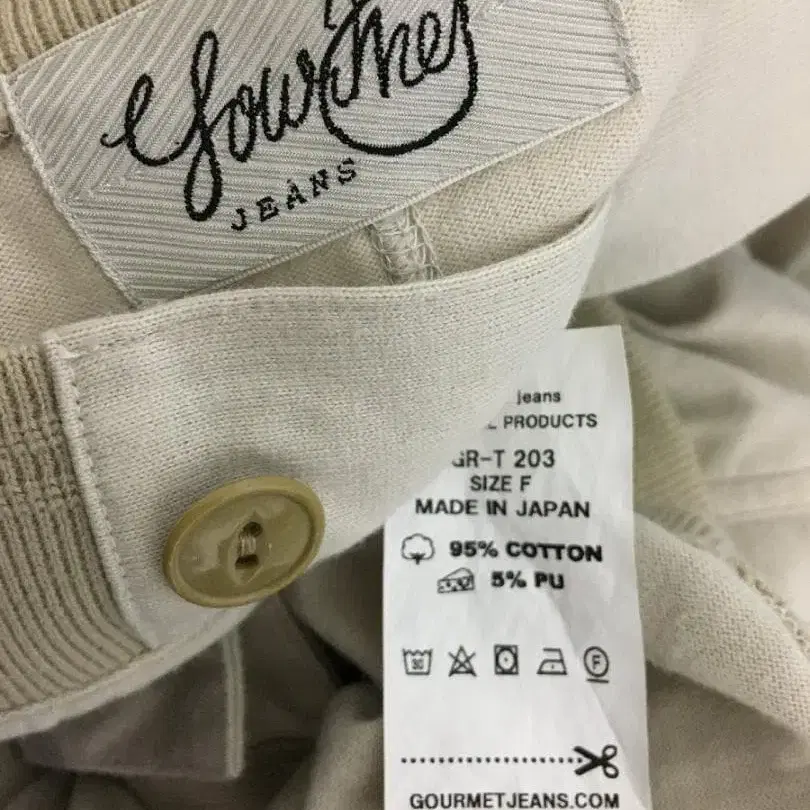 Gourmet
JEANS
jeans
PRODUCTS
GR-T 203
SIZE F
MADE IN JAPAN
95% COTTON
5% PU
F
GOURMETJEANS.COM